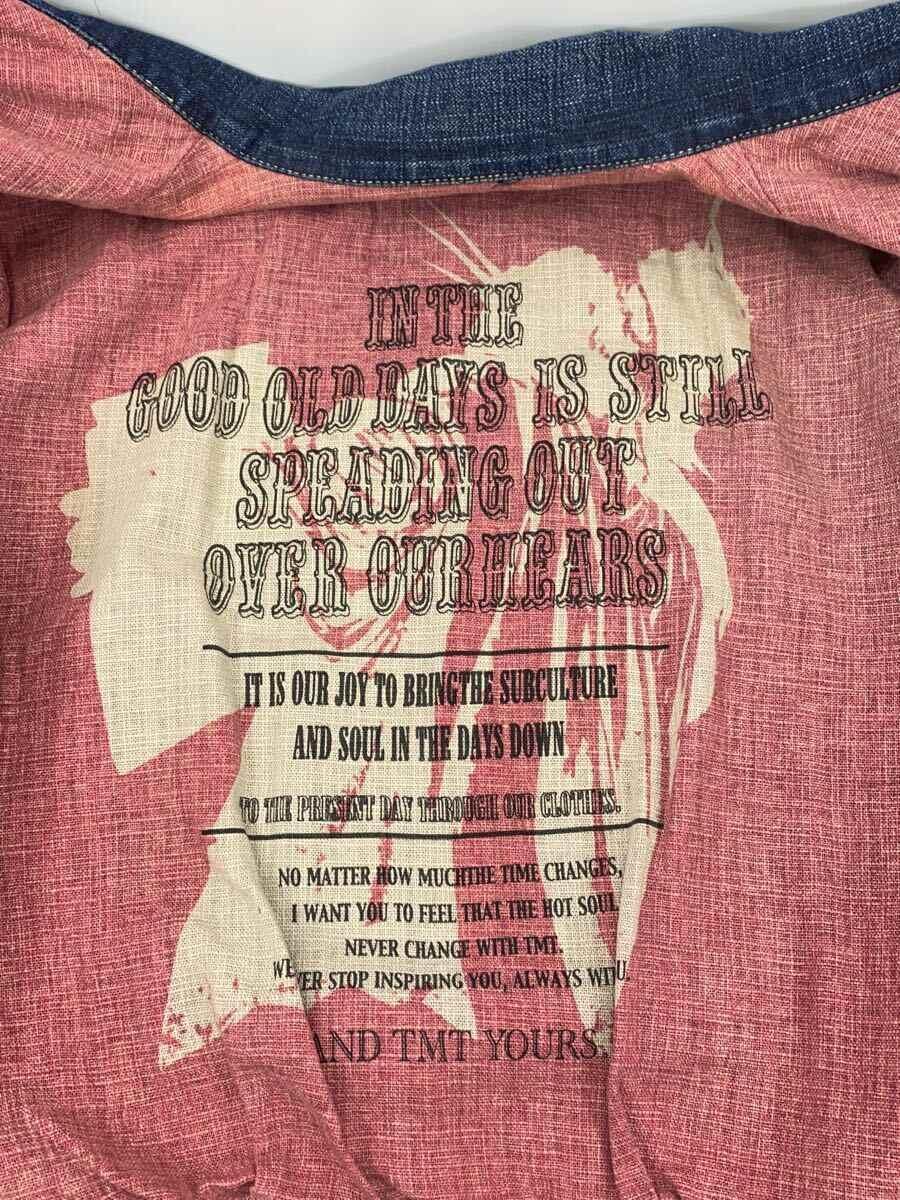 IN THE
GOOD OLD DAYS IS STILL
SPEADING OUT
OVER OUR HEARS
IT IS OUR JOY TO BRINGTHE SUBCULTURE
AND SOUL IN THE DAYS DOWN
TO THE PRESENT DAY THROUGH OUR CLOTHES.
NO MATTER HOW MUCHTHE TIME CHANGES,
I WANT YOU TO FEEL THAT THE HOT SOUL
NEVER CHANGE WITH TMT.
STOP INSPIRING YOU, ALWAYS
AND TMT YOURS.